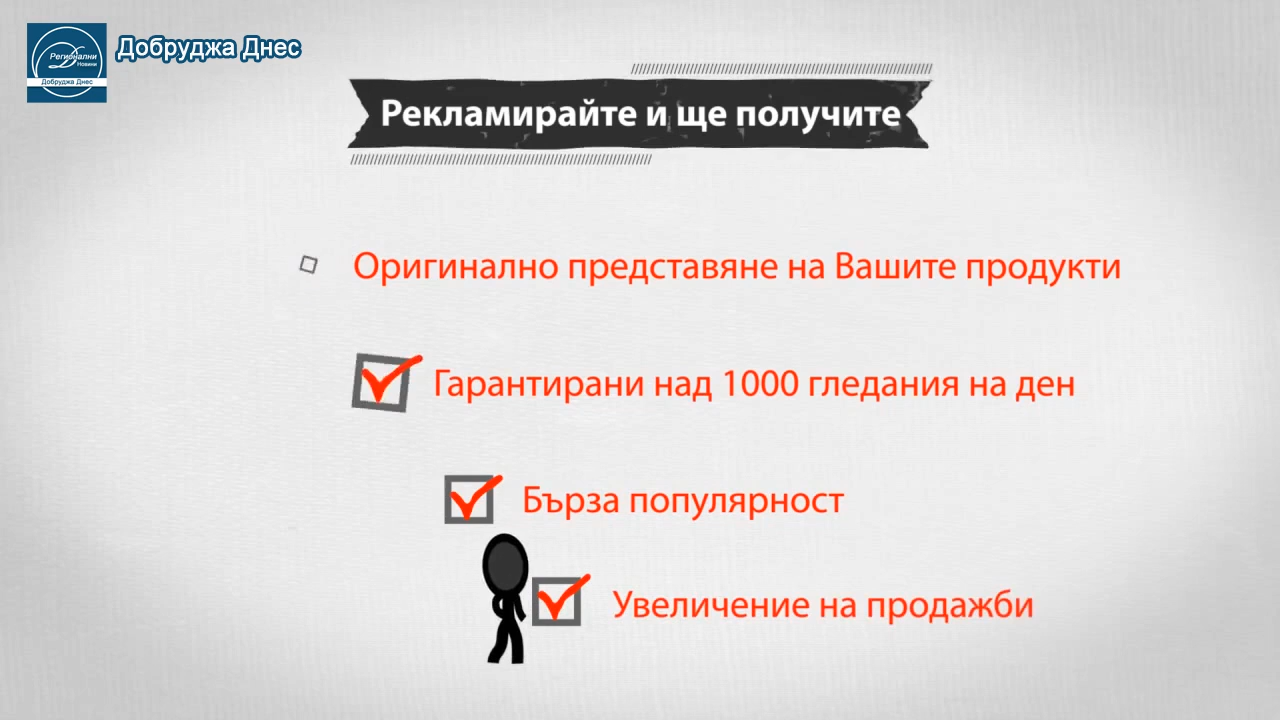 Регионални
Новини
Добруджа Днес
Добруджа Днес
Рекламирайте и ще получите
Оригинално представяне на Вашите продукти
Гарантирани над 1000 гледания на ден
Бърза популярност
Увеличение на продажби